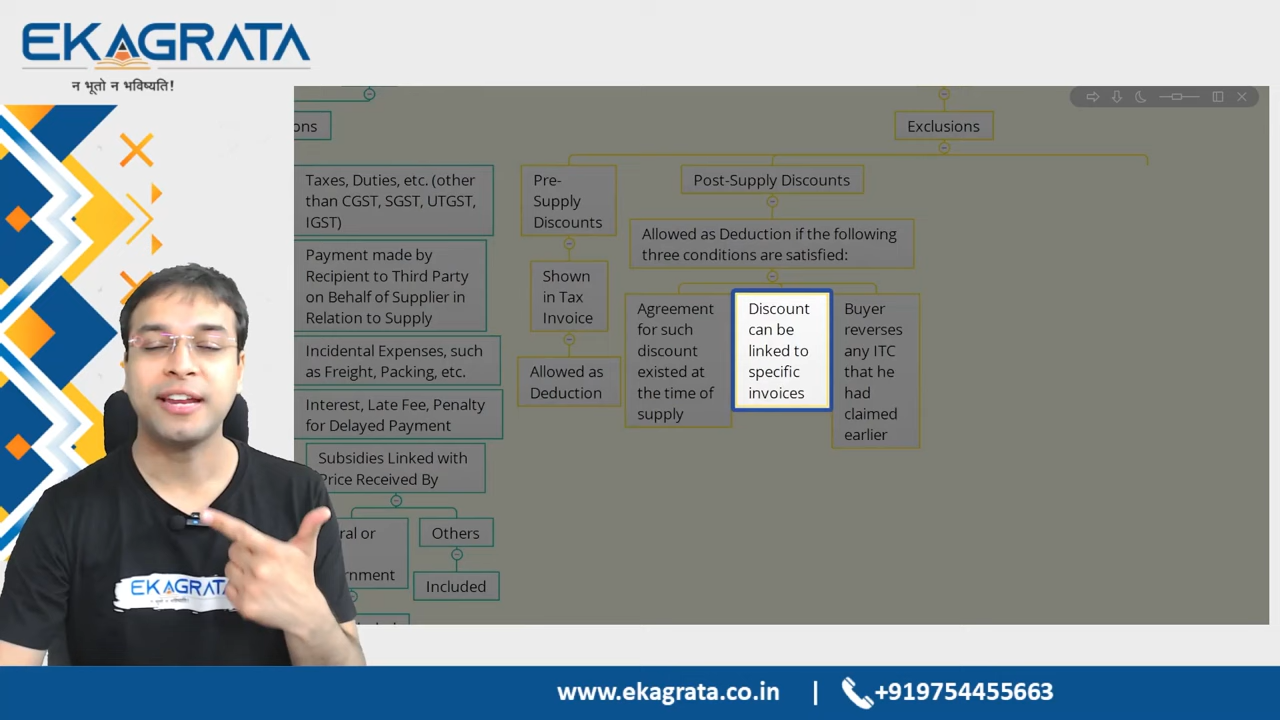 EKAGRATA
न भूतो न भविष्यति!
ons
Taxes, Duties, etc. (other
than CGST, SGST, UTGST,
IGST)
Payment made by
Recipient to Third Party
on Behalf of Supplier in
Relation to Supply
Incidental Expenses, such
as Freight, Packing, etc.
Interest, Late Fee, Penalty
for Delayed Payment
Subsidies Linked with
Price Received By
ral or
rnment
Others
Included
Exclusions
Pre-
Supply
Discounts
Shown
in Tax
Invoice
Allowed as
Deduction
Post-Supply Discounts
Allowed as Deduction if the following
three conditions are satisfied:
Agreement
for such
discount
existed at
the time of
supply
Discount
can be
linked to
specific
invoices
Buyer
reverses
any ITC
that he
had
claimed
earlier
EKAGRATA
www.ekagrata.co.in | +919754455663